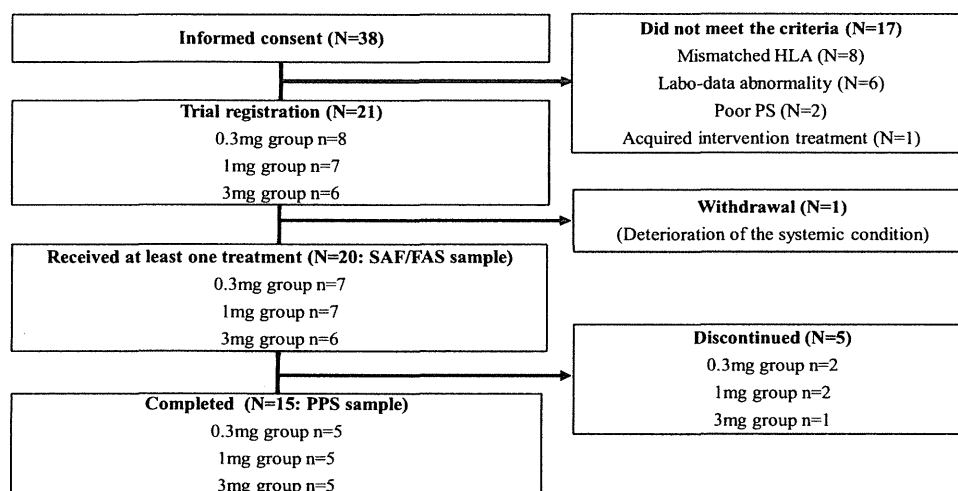 Informed consent (N=38)
Did not meet the criteria (N=17)
Mismatched HLA (N=8)
Labo-data abnormality (N=6)
Poor PS (N=2)
Acquired intervention treatment (N=1)
Trial registration (N=21)
0.3mg group n=8
1mg group n=7
3mg group n=6
Withdrawal (N=1)
(Deterioration of the systemic condition)
Received at least one treatment (N=20: SAF/FAS sample)
0.3mg group n=7
1mg group n=7
3mg group n=6
Discontinued (N=5)
0.3mg group n=2
1mg group n=2
3mg group n=1
Completed (N=15: PPS sample)
0.3mg group n=5
1mg group n=5
3mg group n=5